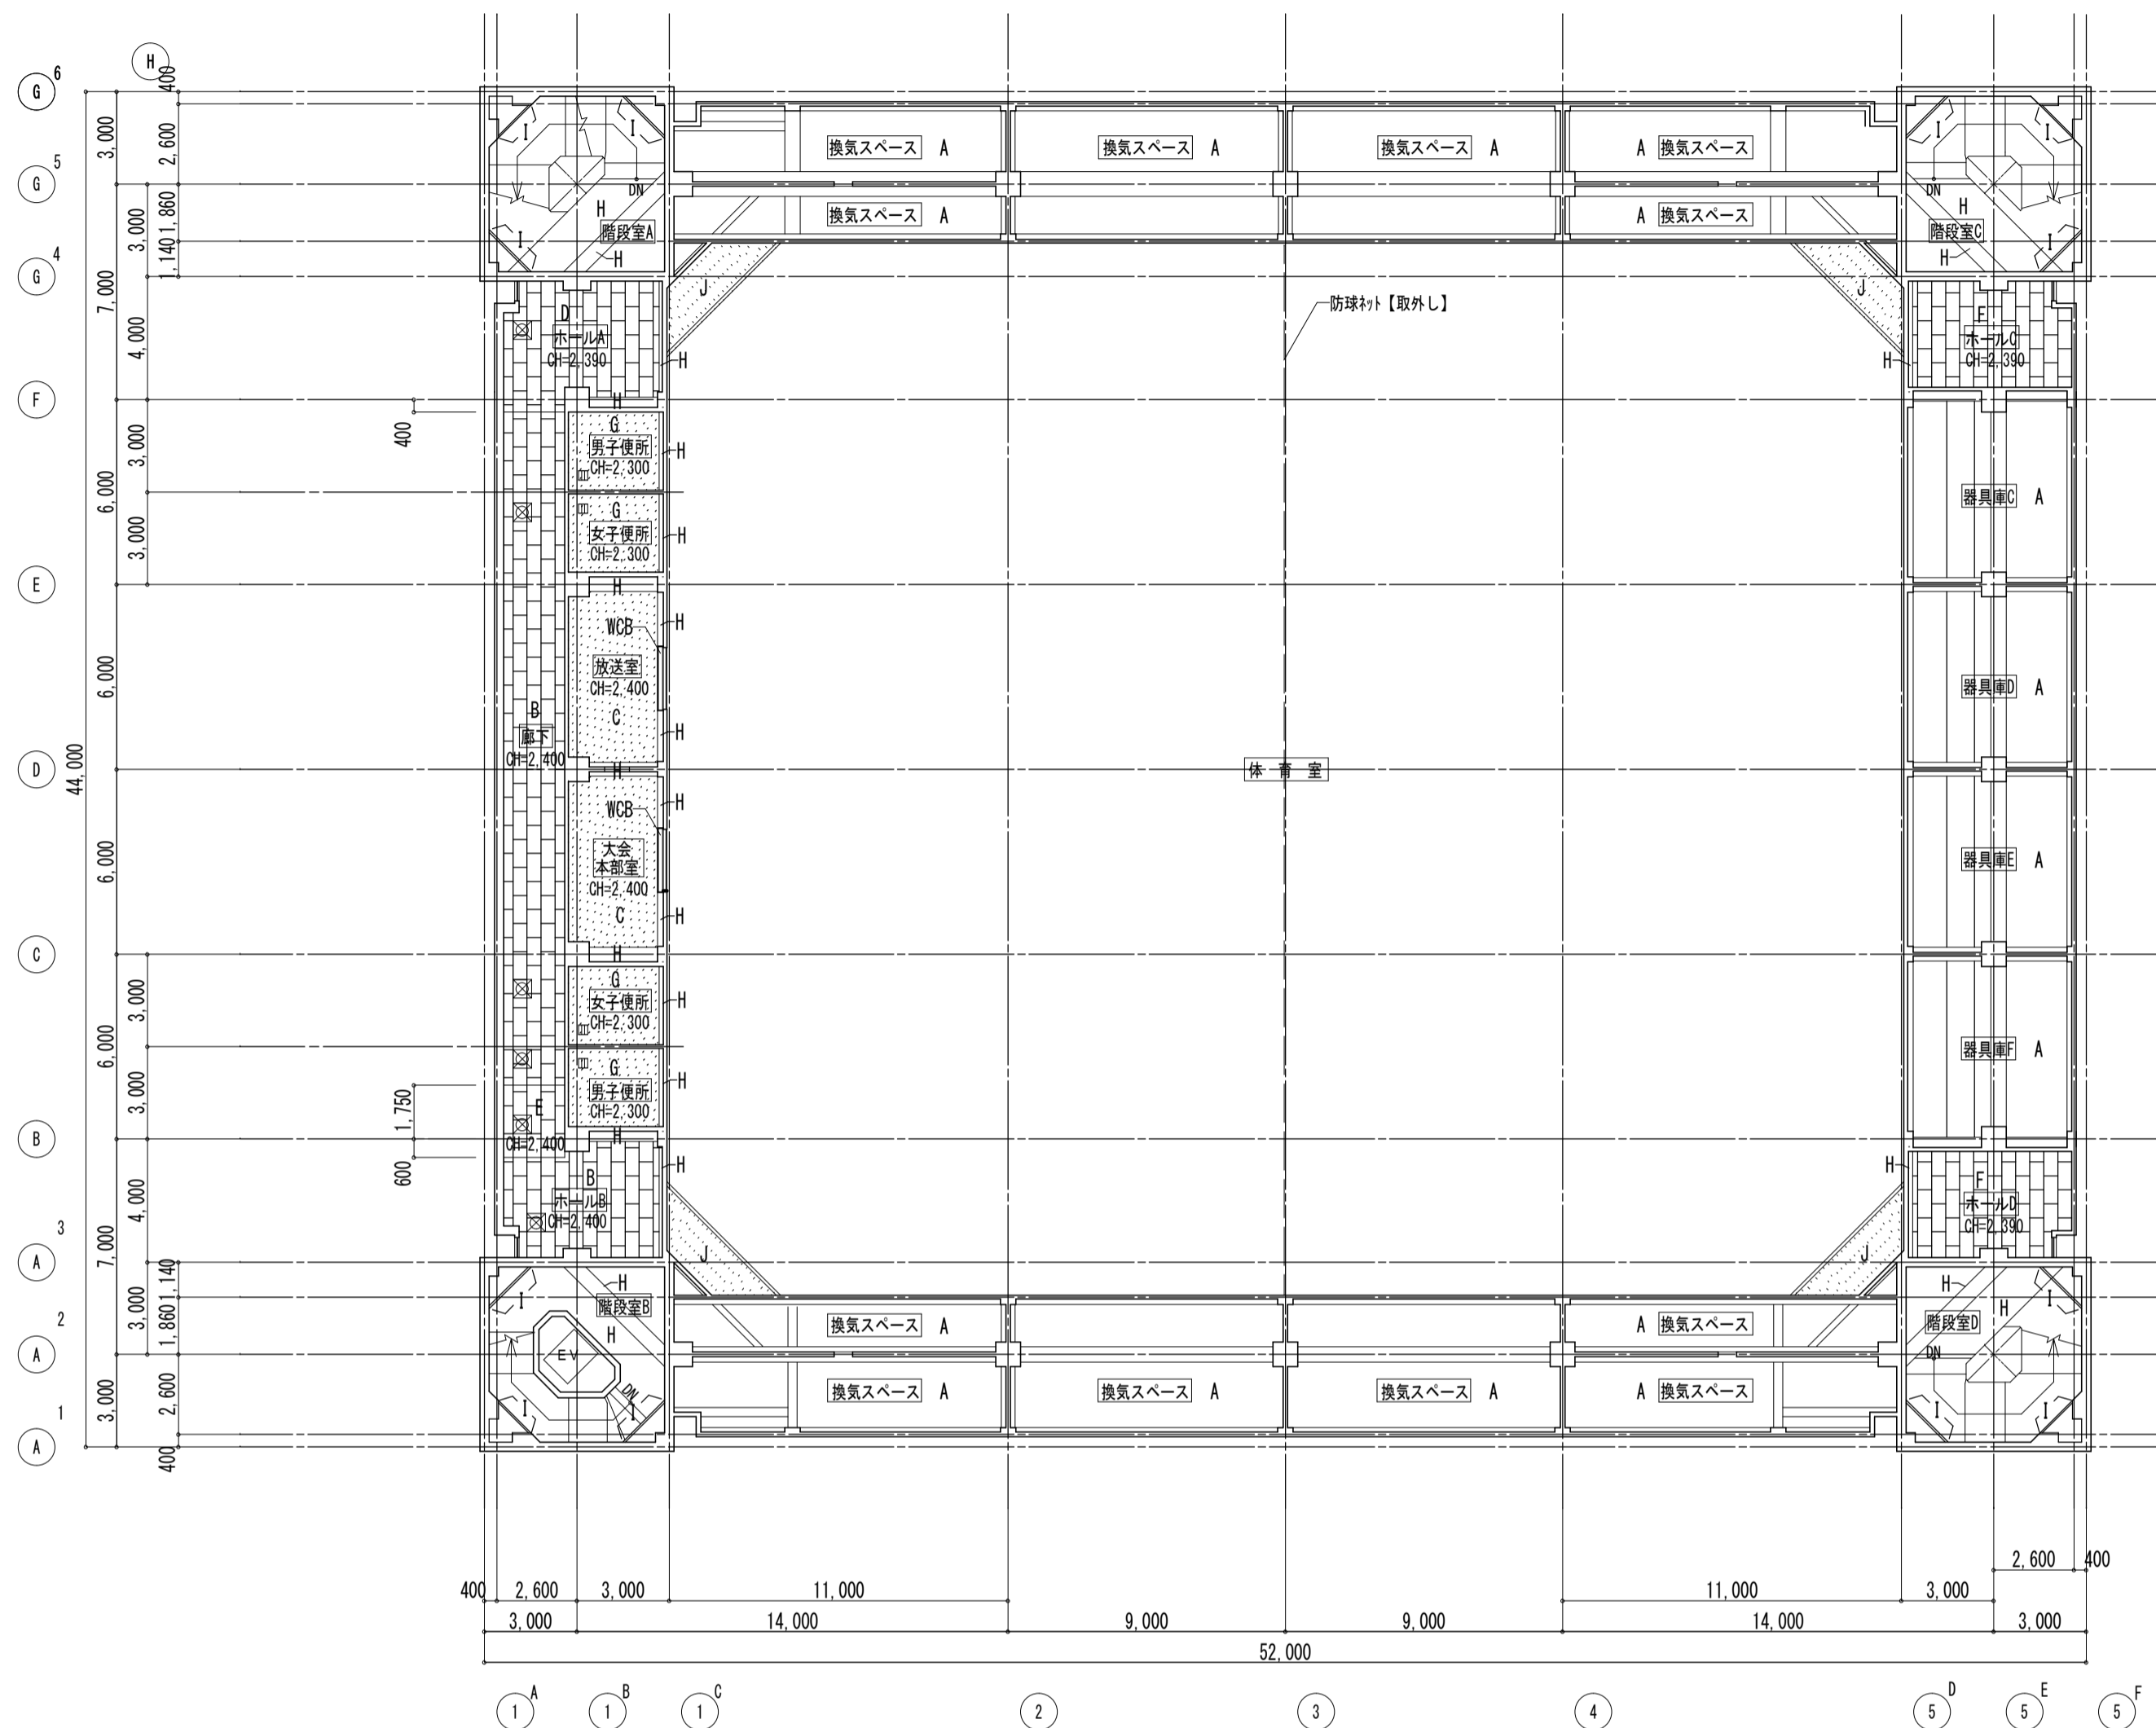 H
6
G
5
G
4
G
F
E
D
C
B
3
A
2
A
1
A
400
3,000
2,600
3,000
1,860
1,140
7,000
4,000
400
3,000
6,000
3,000
6,000
44,000
6,000
3,000
6,000
3,000
1,750
600
4,000
7,000
1,140
3,000
1,860
3,000
2,600
400
I
I
換気スペース A
換気スペース A
換気スペース A
A 換気スペース
I
I
DN
DN
H
階段室A
換気スペース A
A 換気スペース
H
階段室C
I
H
H
I
J
J
防球ネット【取外し】
D
ホールA
CH=2,390
H
F
ホールC
CH=2,390
H
H
G
男子便所
CH=2,300
H
G
女子便所
CH=2,300
H
器具庫C A
H
WCB
H
放送室
CH=2,400
C
H
器具庫D A
B
廊下
CH=2,400
体 育 室
H
WCB
H
大会
本部室
CH=2,400
C
H
器具庫E A
H
G
女子便所
CH=2,300
H
G
男子便所
CH=2,300
H
器具庫F A
E
CH=2,400
H
B
ホールB
CH=2,400
H
H
F
ホールD
CH=2,390
J
J
H
I
階段室B
H
換気スペース A
A 換気スペース
H
H
I
階段室D
EV
DN
DN
I
I
換気スペース A
換気スペース A
換気スペース A
A 換気スペース
I
I
2,600
400
400
2,600
3,000
11,000
11,000
3,000
3,000
14,000
9,000
9,000
14,000
3,000
52,000
1
A
1
B
1
C
2
3
4
5
D
5
E
5
F